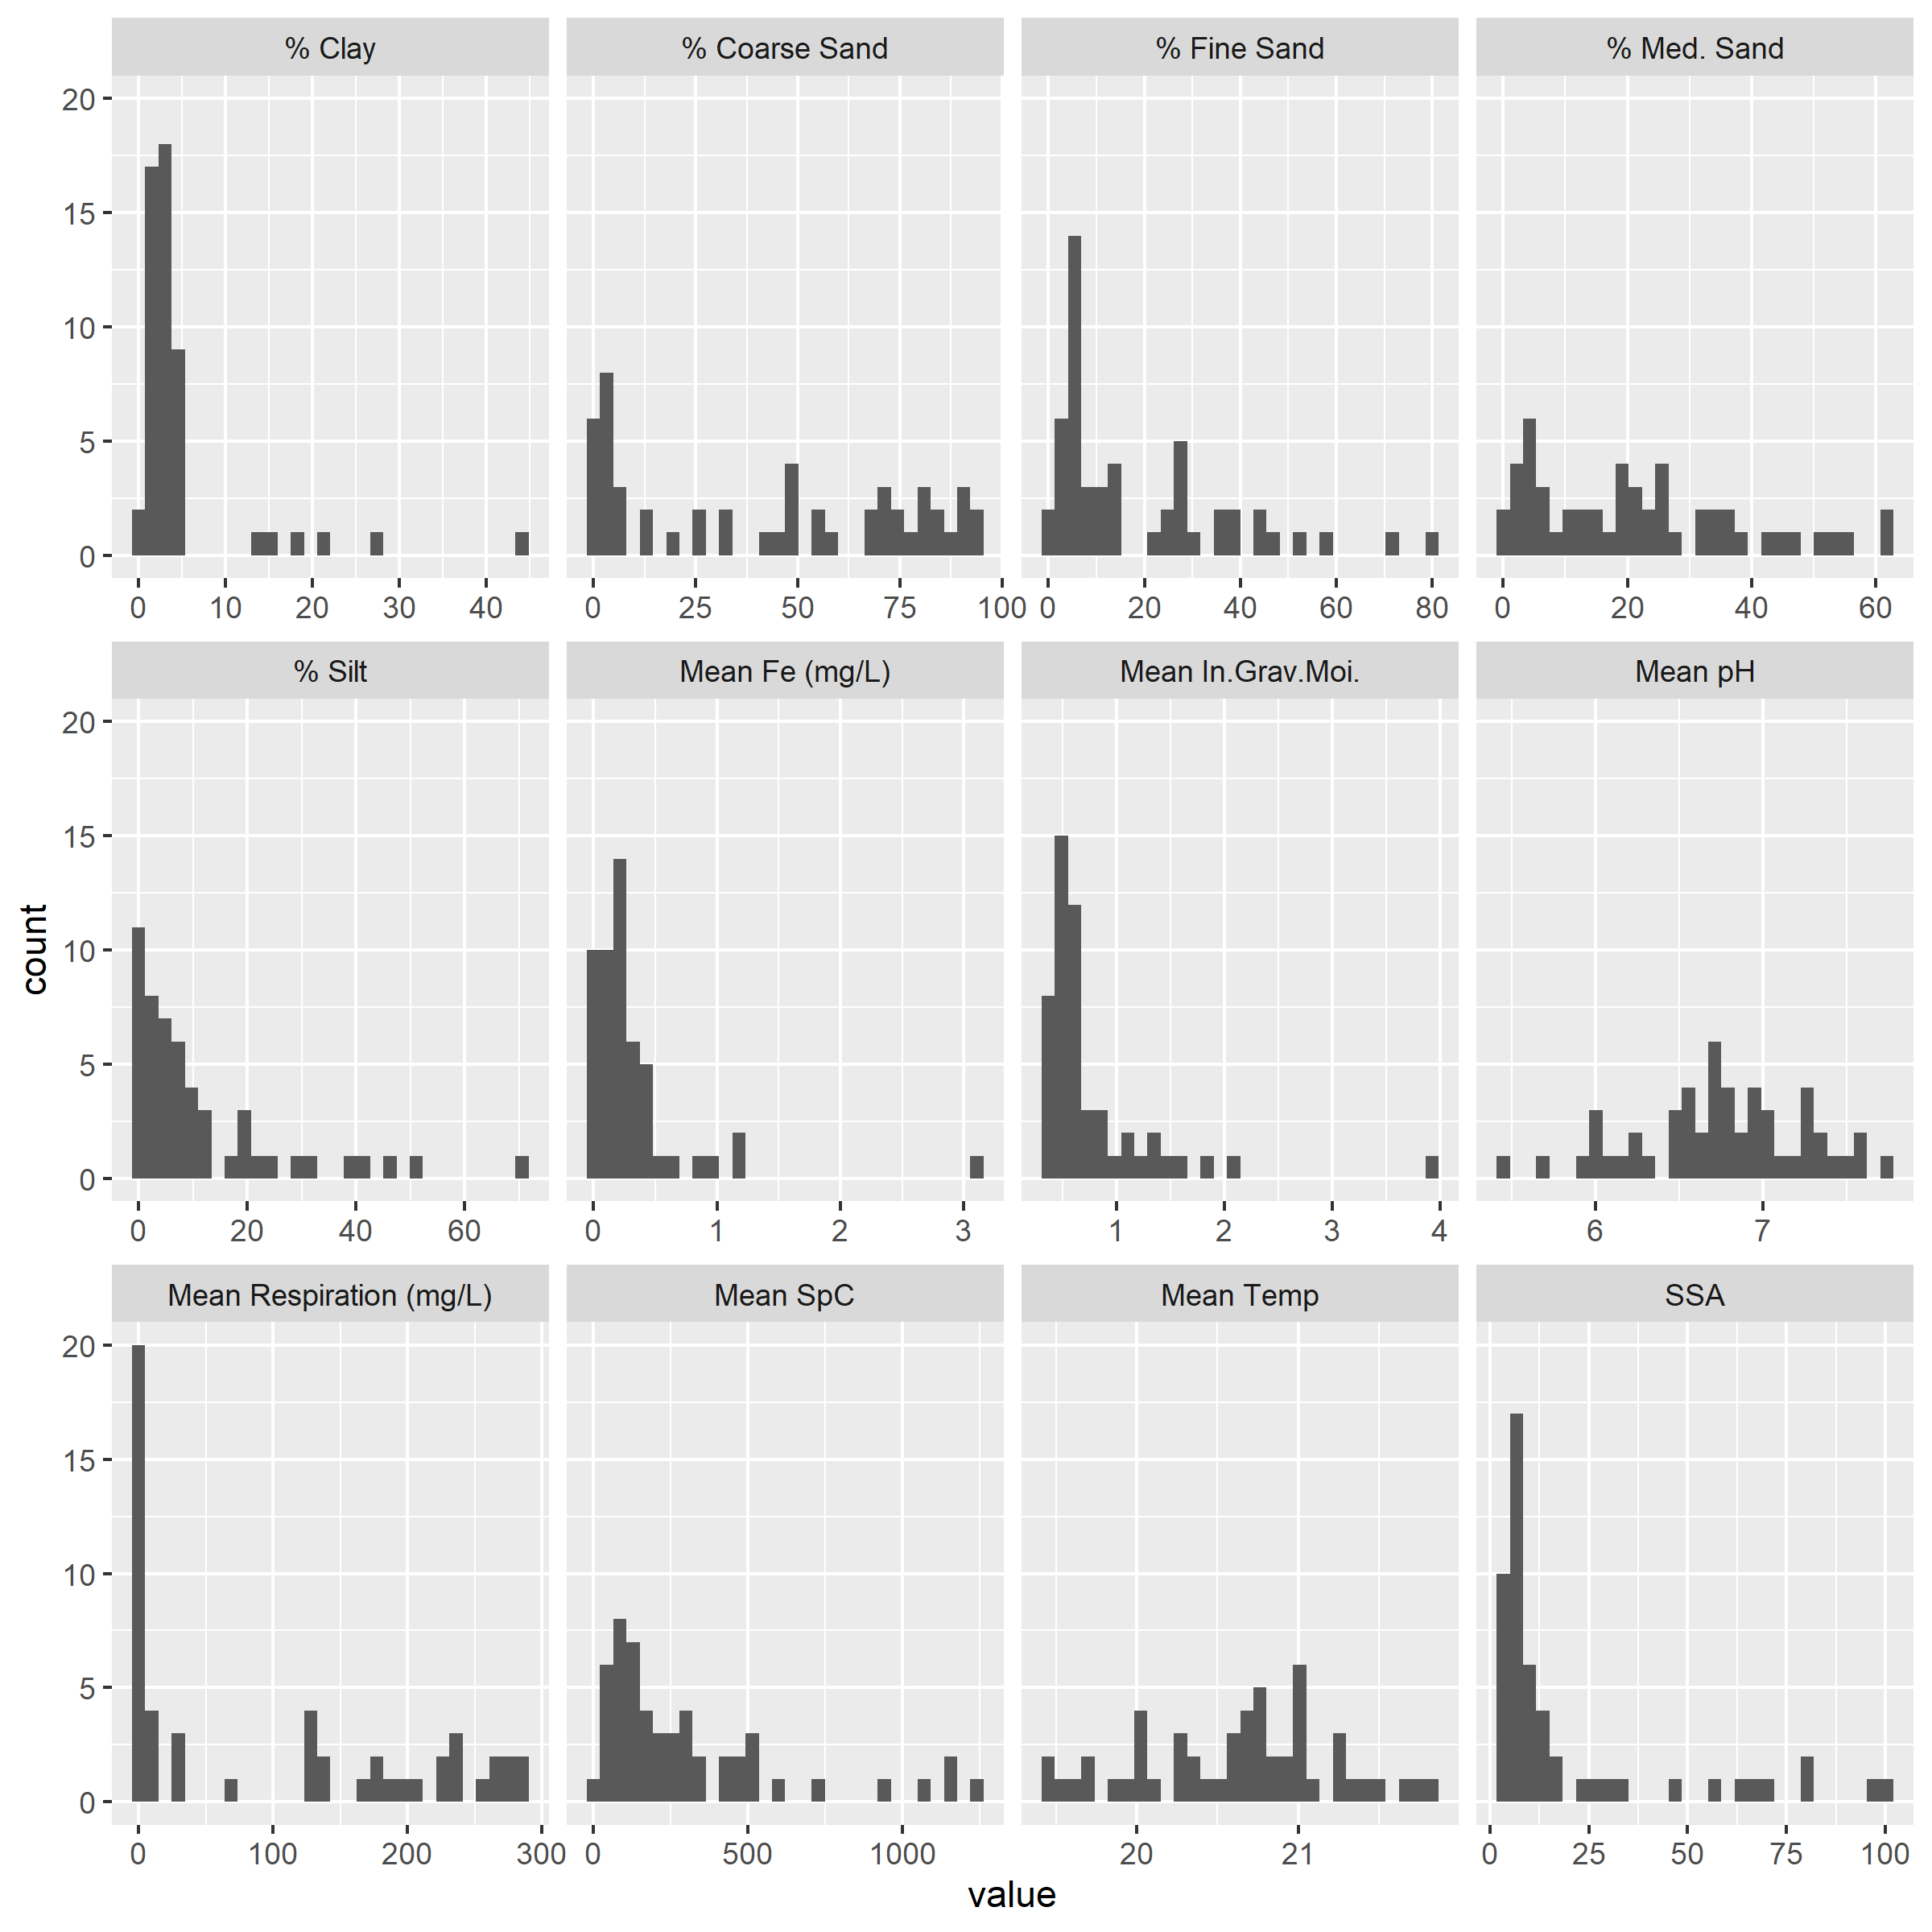 % Clay % Coarse Sand % Fine Sand % Med. Sand
20
15
10
5
0
0 10 20 30 40 0 25 50 75 100 0 20 40 60 80 0 20 40 60
% Silt Mean Fe (mg/L) Mean In.Grav.Moi. Mean pH
20
15
count
10
5
0
0 20 40 60 0 1 2 3 1 2 3 4 6 7
Mean Respiration (mg/L) Mean SpC Mean Temp SSA
20
15
10
5
0
0 100 200 300 0 500 1000 20 21 0 25 50 75 100
value